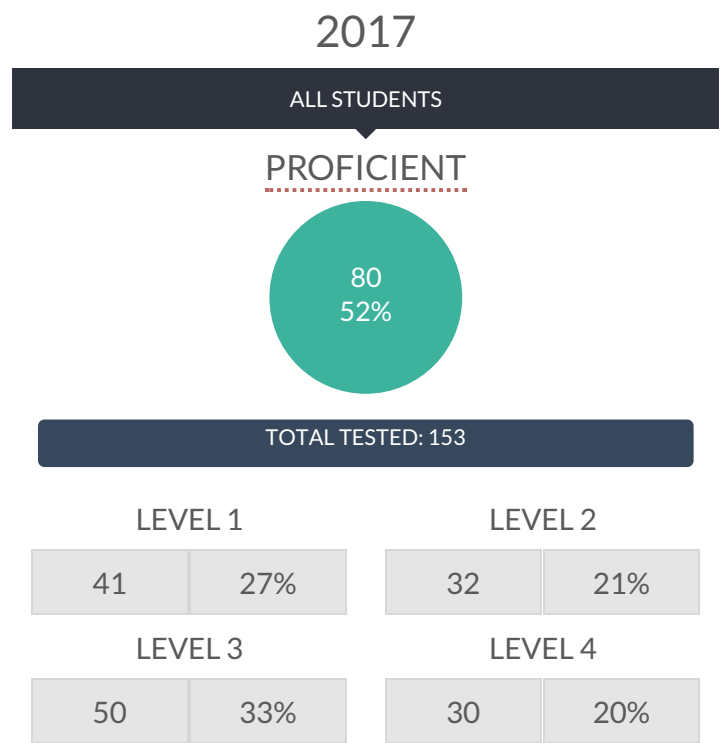 2017
ALL STUDENTS
PROFICIENT
80
52%
TOTAL TESTED: 153
LEVEL 1 LEVEL 2
41 27% 32 21%
LEVEL 3 LEVEL 4
50 33% 30 20%